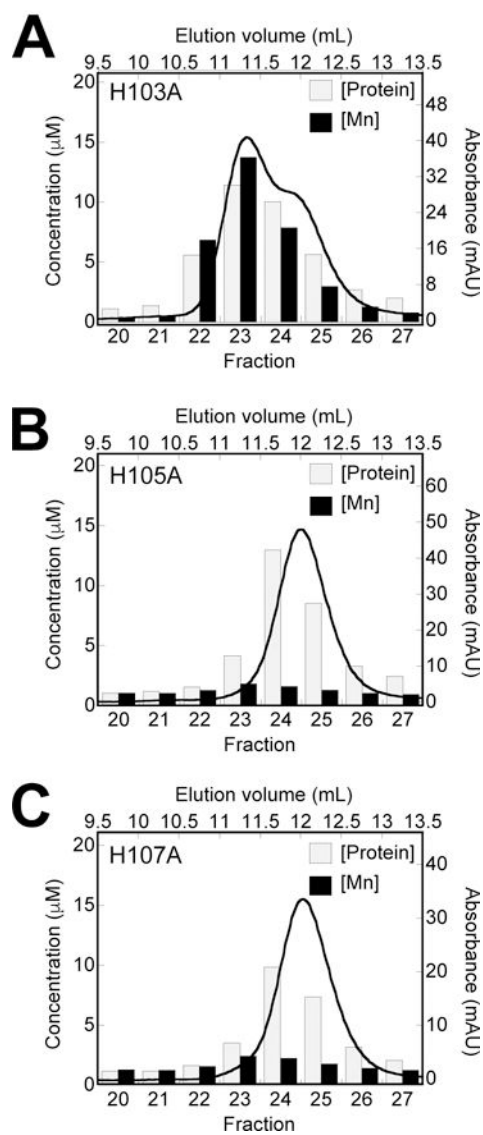 A
Elution volume (mL)
9.5 10 10.5 11 11.5 12 12.5 13 13.5
H103A
[Protein]
[Mn]
Concentration (μM)
20
15
10
5
0
Absorbance (mAU)
48
40
32
24
16
8
0
20 21 22 23 24 25 26 27
Fraction
B
Elution volume (mL)
9.5 10 10.5 11 11.5 12 12.5 13 13.5
H105A
[Protein]
[Mn]
Concentration (μM)
20
15
10
5
0
Absorbance (mAU)
60
50
40
30
20
10
0
20 21 22 23 24 25 26 27
Fraction
C
Elution volume (mL)
9.5 10 10.5 11 11.5 12 12.5 13 13.5
H107A
[Protein]
[Mn]
Concentration (μM)
20
15
10
5
0
Absorbance (mAU)
40
30
20
10
0
20 21 22 23 24 25 26 27
Fraction